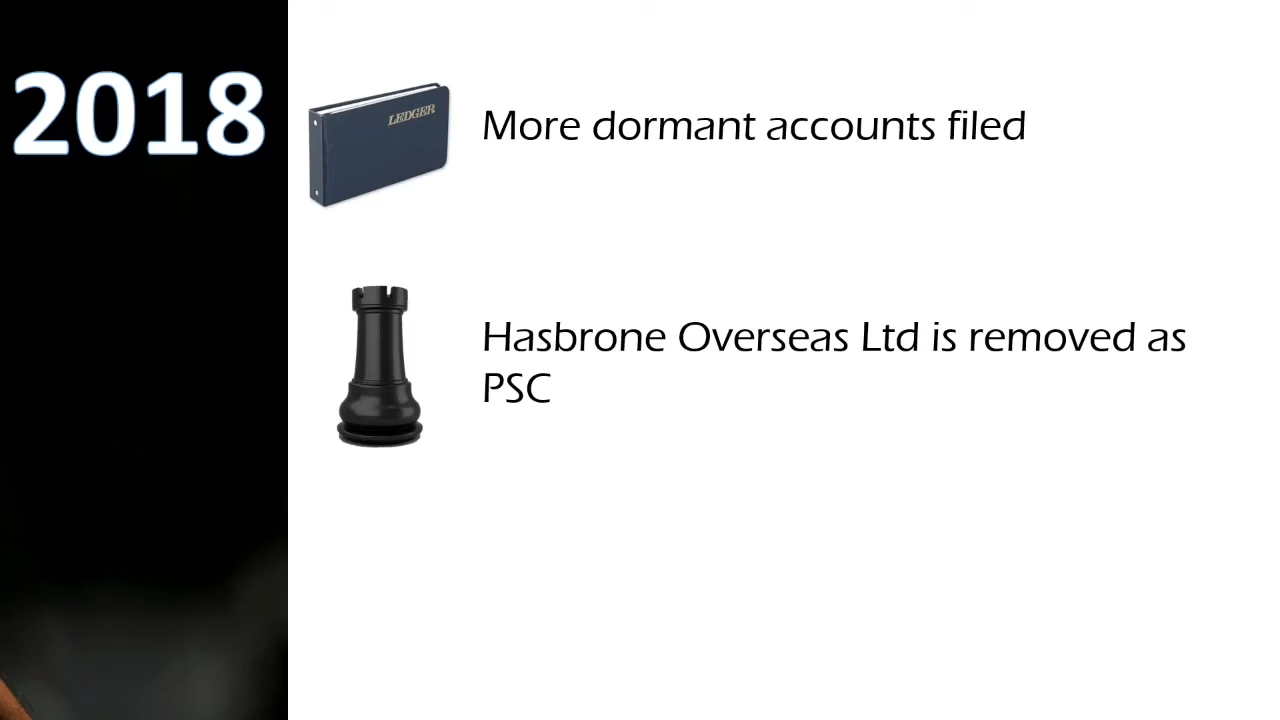 2018
LEDGER
More dormant accounts filed
Hasbrone Overseas Ltd is removed as
PSC